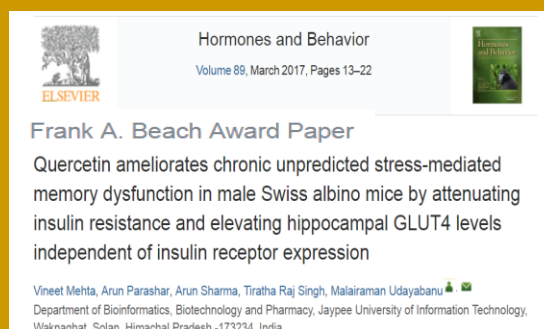 Hormones and Behavior
Volume 89, March 2017, Pages 13–22
ELSEVIER
Hormones
and Behavior
Frank A. Beach Award Paper
Quercetin ameliorates chronic unpredicted stress-mediated
memory dysfunction in male Swiss albino mice by attenuating
insulin resistance and elevating hippocampal GLUT4 levels
independent of insulin receptor expression
Vineet Mehta, Arun Parashar, Arun Sharma, Tiratha Raj Singh, Malairaman Udayabanu
Department of Bioinformatics, Biotechnology and Pharmacy, Jaypee University of Information Technology,
Waknaghat, Solan, Himachal Pradesh -173234, India